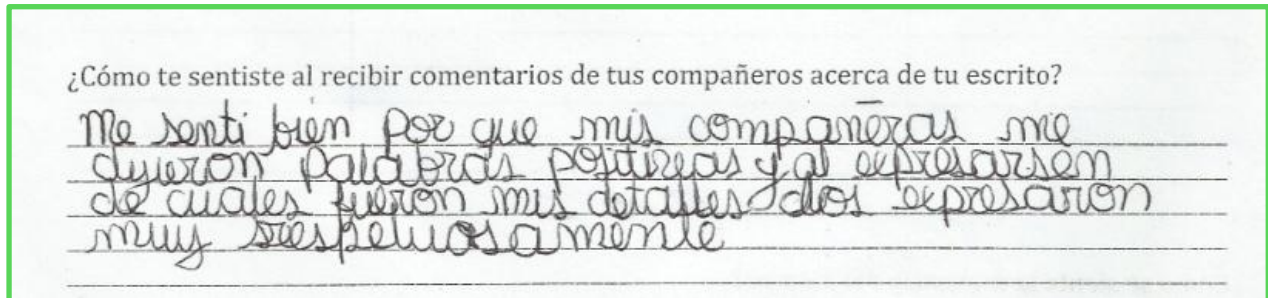 ¿Cómo te sentiste al recibir comentarios de tus compañeros acerca de tu escrito?
Me senti bien por que mis compañeras me
dijeron palabras positivas y al expresarsen
de cuales fueron mis detalles los expresaron
muy respetuosamente